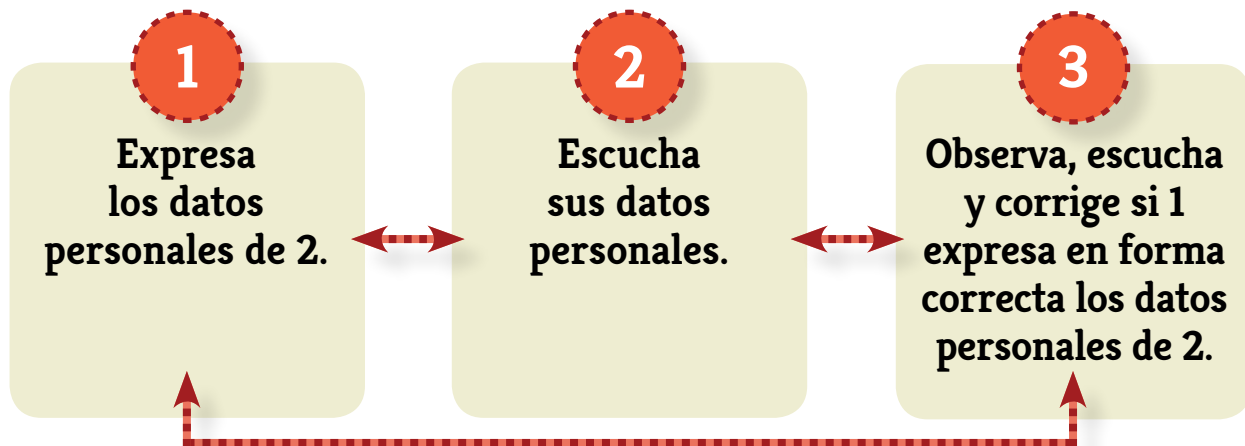 1
Expresa
los datos
personales de 2.
2
Escucha
sus datos
personales.
3
Observa, escucha
y corrige si 1
expresa en forma
correcta los datos
personales de 2.